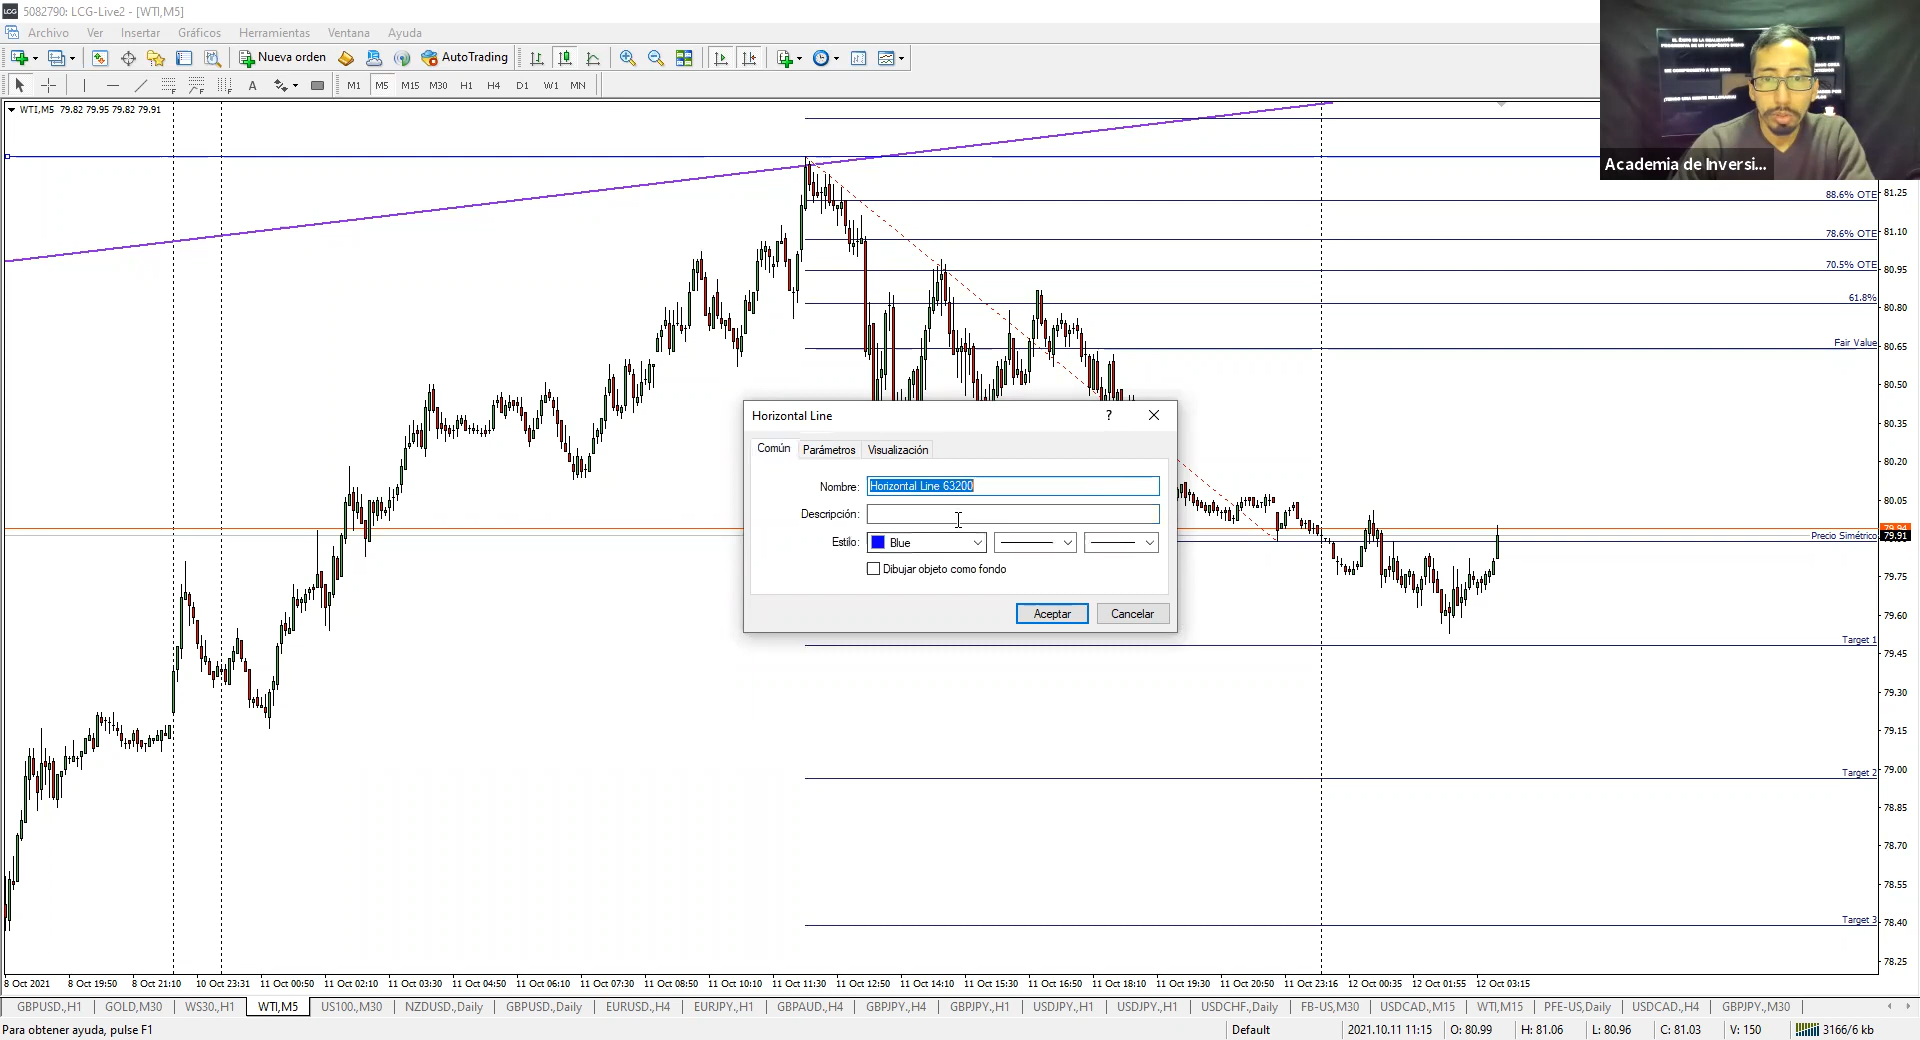 5082790: LCG-Live2 - [WTI,M5]
Archivo Ver Insertar Gráficos Herramientas Ventana Ayuda
Nueva orden AutoTrading
A M1 M5 M15 M30 H1 H4 D1 W1 MN
WTI,M5 79.82 79.95 79.82 79.91
Academia de Inversi...
88.6% OTE
78.6% OTE
70.5% OTE
61.8%
Fair Value
Precio Simétrico
Target 1
Target 2
Target 3
81.25
81.10
80.95
80.80
80.65
80.50
80.35
80.20
80.05
79.94
79.91
79.75
79.60
79.45
79.30
79.15
79.00
78.85
78.70
78.55
78.40
78.25
Horizontal Line ?
Común Parámetros Visualización
Nombre: Horizontal Line 63200
Descripción:
Estilo: Blue
Dibujar objeto como fondo
Aceptar Cancelar
8 Oct 2021 8 Oct 19:50 8 Oct 21:10 10 Oct 23:31 11 Oct 00:50 11 Oct 02:10 11 Oct 03:30 11 Oct 04:50 11 Oct 06:10 11 Oct 07:30 11 Oct 08:50 11 Oct 10:10 11 Oct 11:30 11 Oct 12:50 11 Oct 14:10 11 Oct 15:30 11 Oct 16:50 11 Oct 18:10 11 Oct 19:30 11 Oct 20:50 11 Oct 23:16 12 Oct 00:35 12 Oct 01:55 12 Oct 03:15
GBPUSD.,H1 GOLD,M30 WS30.,H1 WTI,M5 US100.,M30 NZDUSD.,Daily GBPUSD.,Daily EURUSD.,H4 EURJPY.,H1 GBPAUD.,H4 GBPJPY.,H4 GBPJPY.,H1 USDJPY.,H1 USDJPY.,H1 USDCHF.,Daily FB-US,M30 USDCAD.,M15 WTI,M15 PFE-US,Daily USDCAD.,H4 GBPJPY.,M30
Para obtener ayuda, pulse F1 Default 2021.10.11 11:15 O: 80.99 H: 81.06 L: 80.96 C: 81.03 V: 150 3166/6 kb